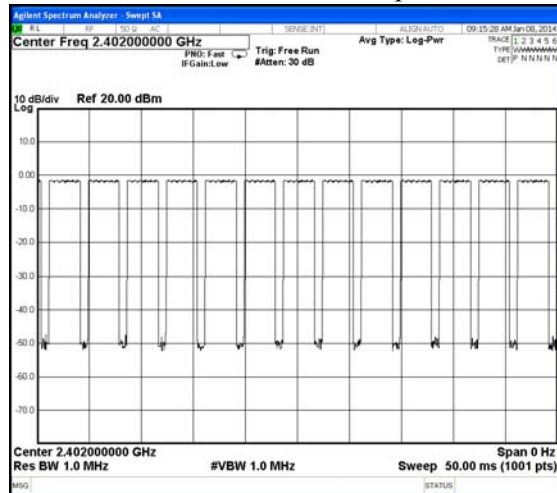 Agilent Spectrum Analyzer - Swept SA
RL RF 50 Ω AC SENSE:INT ALIGN AUTO 09:15:28 AM Jan 08, 2014
Center Freq 2.402000000 GHz
PNO: Fast
IFGain:Low
Trig: Free Run
#Atten: 30 dB
Avg Type: Log-Pwr
TRACE 1 2 3 4 5 6
TYPE
DET P N N N N N
10 dB/div Ref 20.00 dBm
Log
10.0
0.00
-10.0
-20.0
-30.0
-40.0
-50.0
-60.0
-70.0
Center 2.402000000 GHz Span 0 Hz
Res BW 1.0 MHz #VBW 1.0 MHz Sweep 50.00 ms (1001 pts)
MSG STATUS